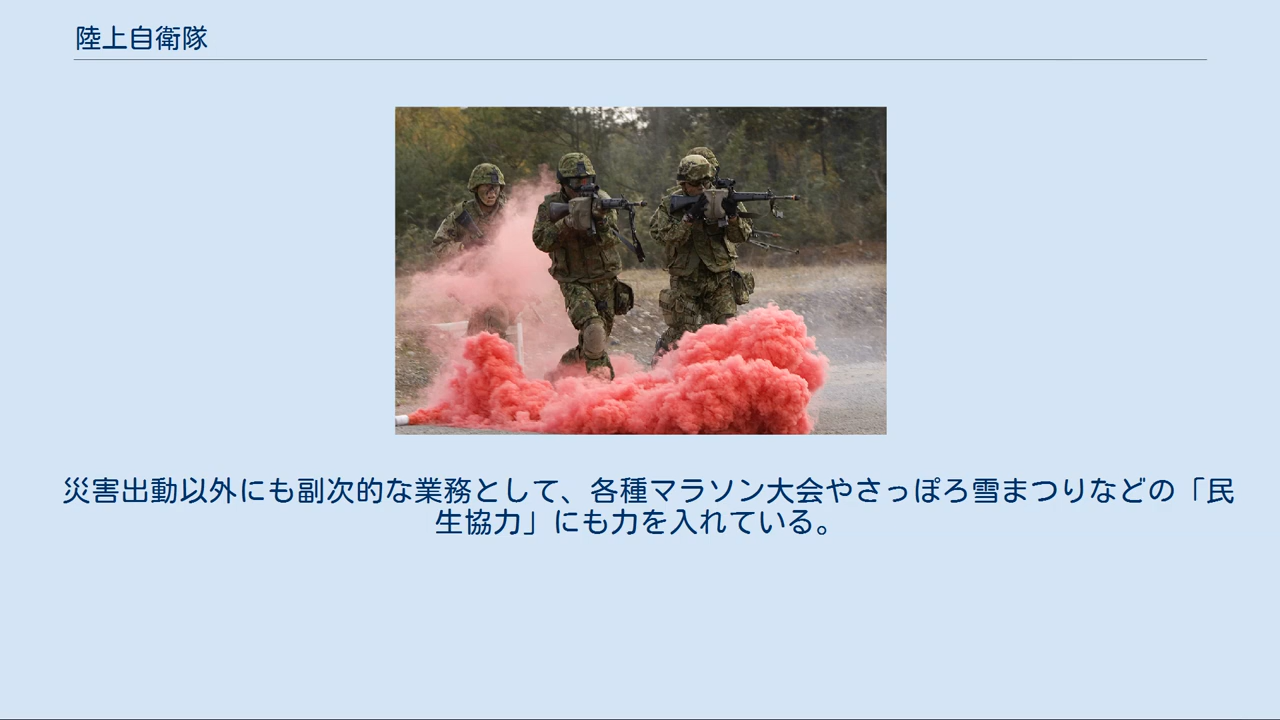 陸上自衛隊
災害出動以外にも副次的な業務として、各種マラソン大会やさっぽろ雪まつりなどの「民
生協力」にも力を入れている。